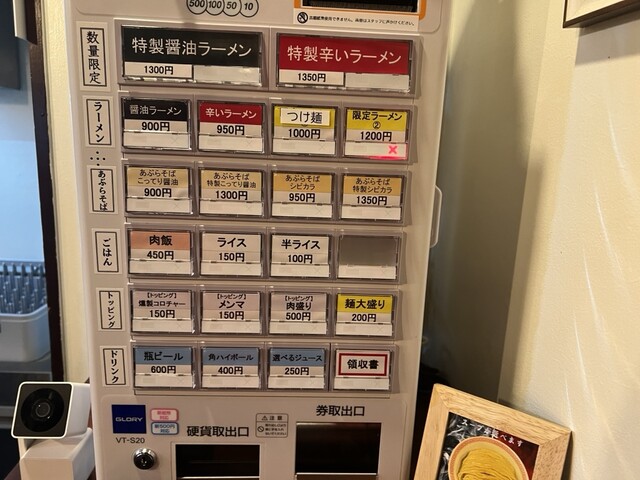 500 100 50 10
数量限定
特製醤油ラーメン
1300円
特製辛いラーメン
1350円
ラーメン
醤油ラーメン
900円
辛いラーメン
950円
つけ麺
1000円
限定ラーメン
②
1200円
×
あぶらそば
あぶらそば
こってり醤油
900円
あぶらそば
特製こってり醤油
1300円
あぶらそば
シビカラ
950円
あぶらそば
特製シビカラ
1350円
ごはん
肉飯
450円
ライス
150円
半ライス
100円
トッピング
【トッピング】
燻製コロチャー
150円
【トッピング】
メンマ
150円
【トッピング】
肉盛り
500円
麺大盛り
200円
ドリンク
瓶ビール
600円
角ハイボール
400円
選べるジュース
250円
領収書
GLORY
VT-S20
硬貨取出口
注意
券取出口